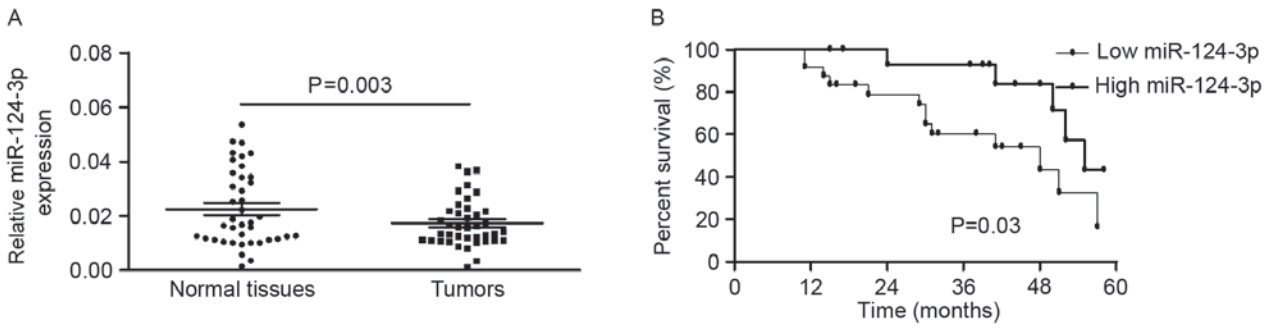 A
Relative miR-124-3p
expression
0.08
0.06
0.04
0.02
0.00
P=0.003
Normal tissues
Tumors
B
Percent survival (%)
100
80
60
40
20
0
Low miR-124-3p
High miR-124-3p
P=0.03
0
12
24
36
48
60
Time (months)